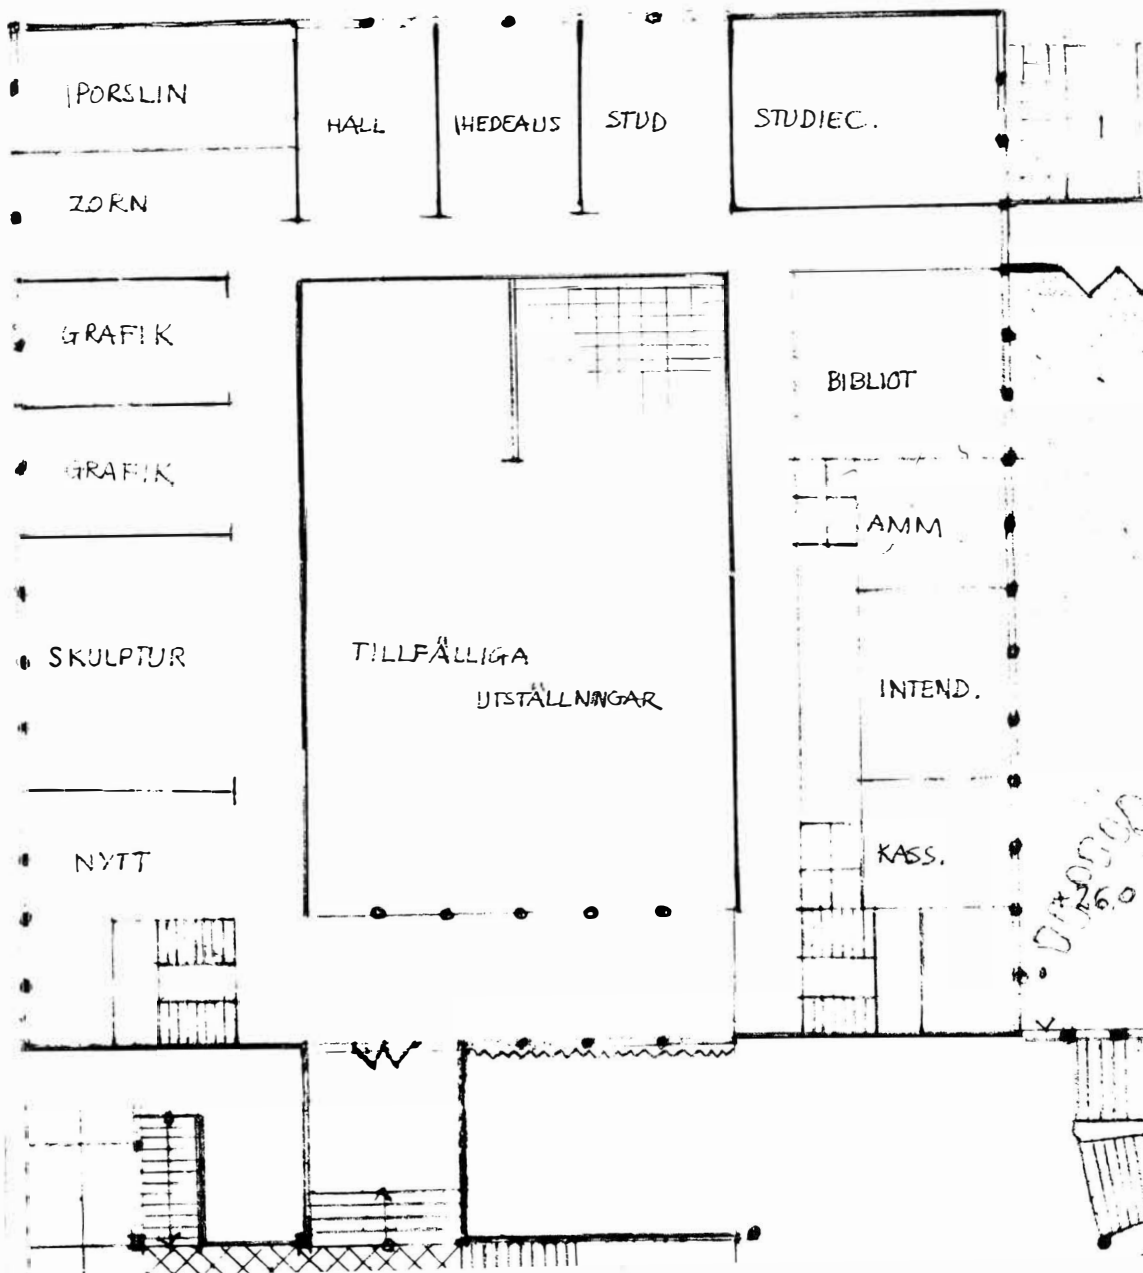 PORSLIN
HALL
HEDEAUS
STUD
STUDIEC.
ZORN
GRAFIK
BIBLIOT
GRAFIK
AMM
SKULPTUR
TILLFÄLLIGA
UTSTÄLLNINGAR
INTEND.
NYTT
KASS.
26.0